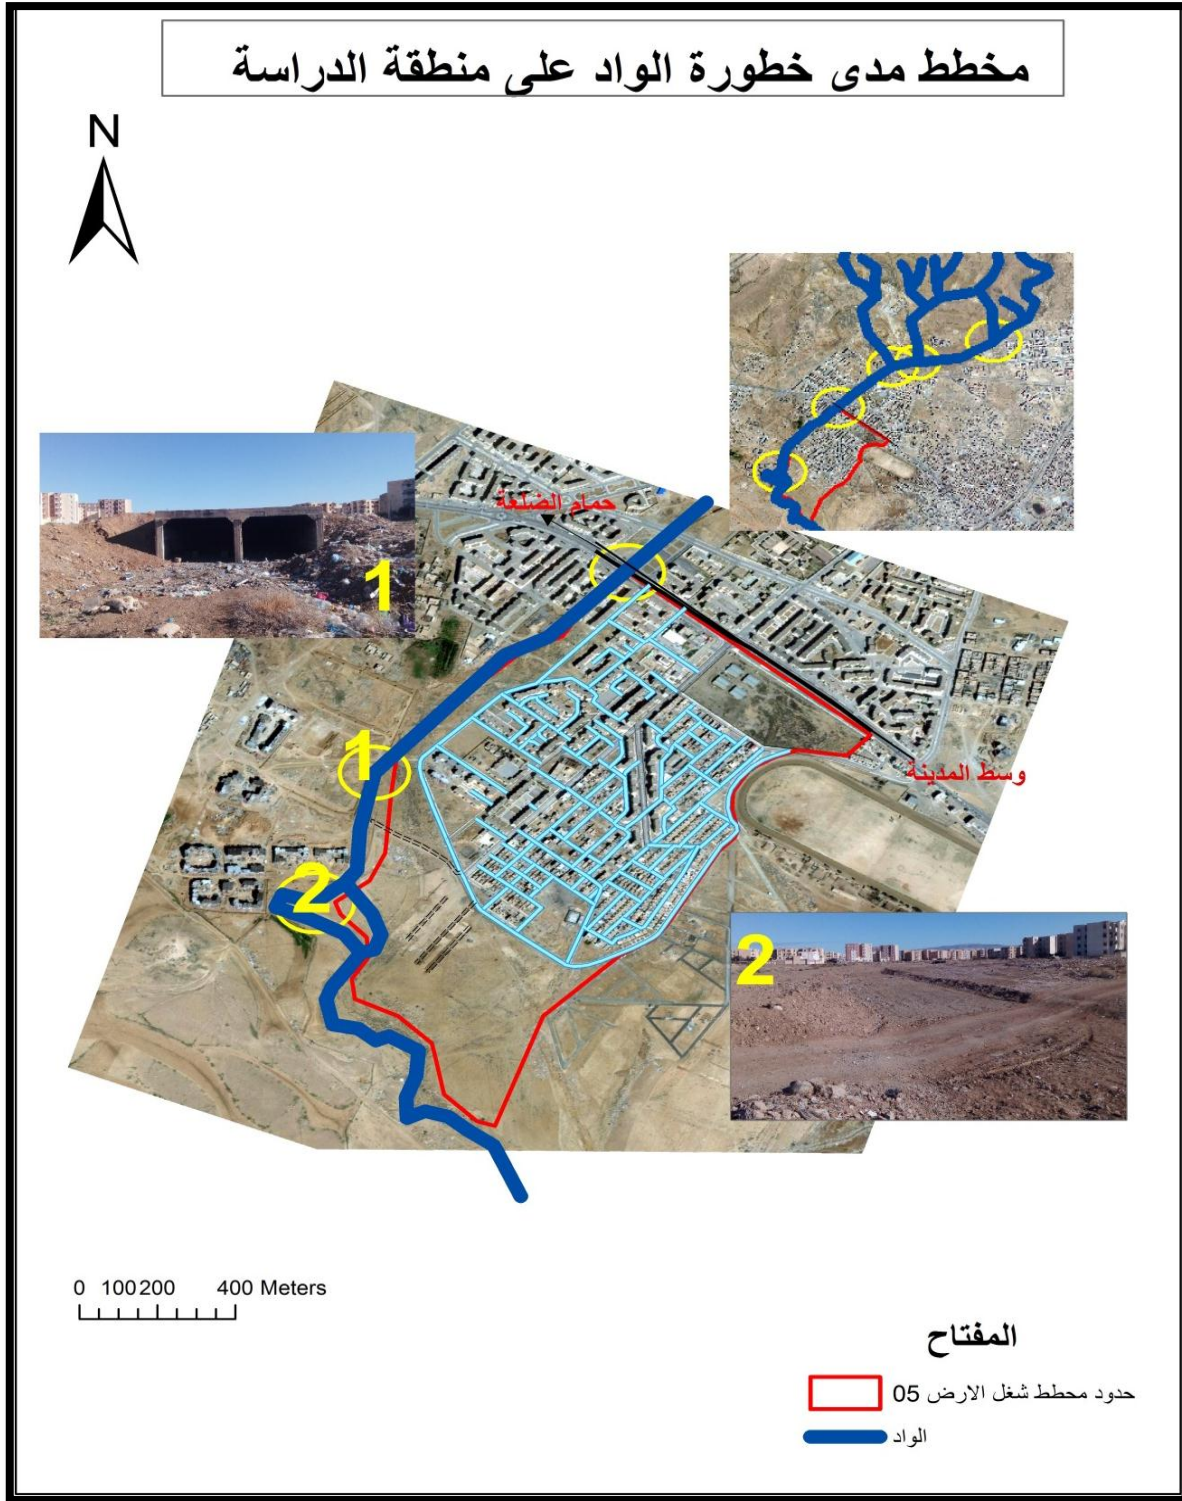 مخطط مدى خطورة الواد على منطقة الدراسة
N
حمام الضلعة
1
1
وسط المدينة
2
2
0 100 200 400 Meters
المفتاح
حدود محطط شغل الارض 05
الواد